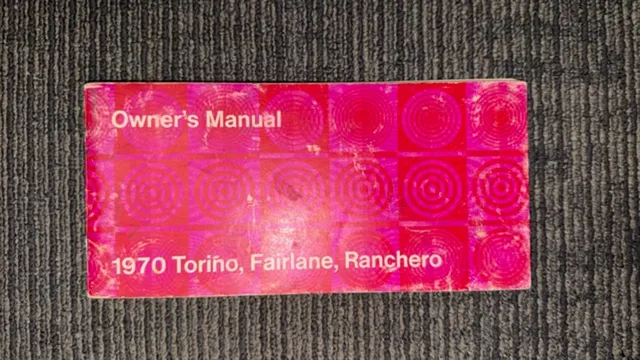 Owner's Manual
1970 Torino, Fairlane, Ranchero